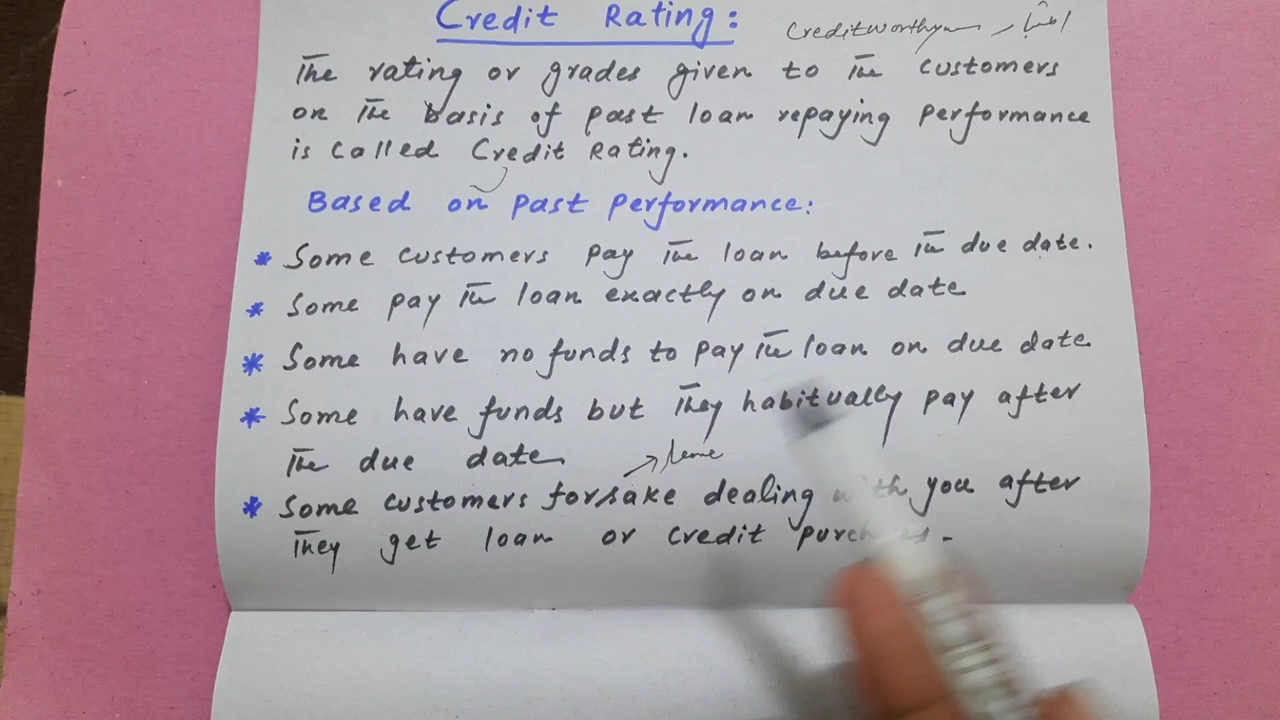 Credit Rating:
Creditworthyness اعتبار
The rating or grades given to the customers
on the basis of past loan repaying performance
is called Credit Rating.
Based on past performance:
* Some customers pay the loan before the due date.
* Some pay the loan exactly on due date
* Some have no funds to pay the loan on due date
* Some have funds but they habitually pay after
the due date
leave
* Some customers forsake dealing with you after
they get loan or credit